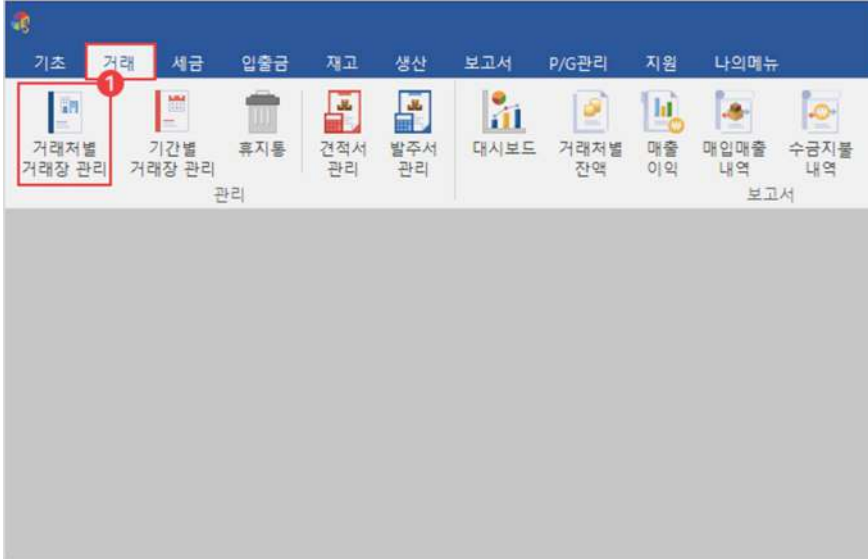 기초 거래 세금 입출금 재고 생산 보고서 P/G관리 지원 나의메뉴
1
거래처별 기간별 휴지통 견적서 발주서 대시보드 거래처별 매출 매입매출 수금지불
거래장 관리 거래장 관리 관리 관리 잔액 이익 내역 내역
관리 보고서